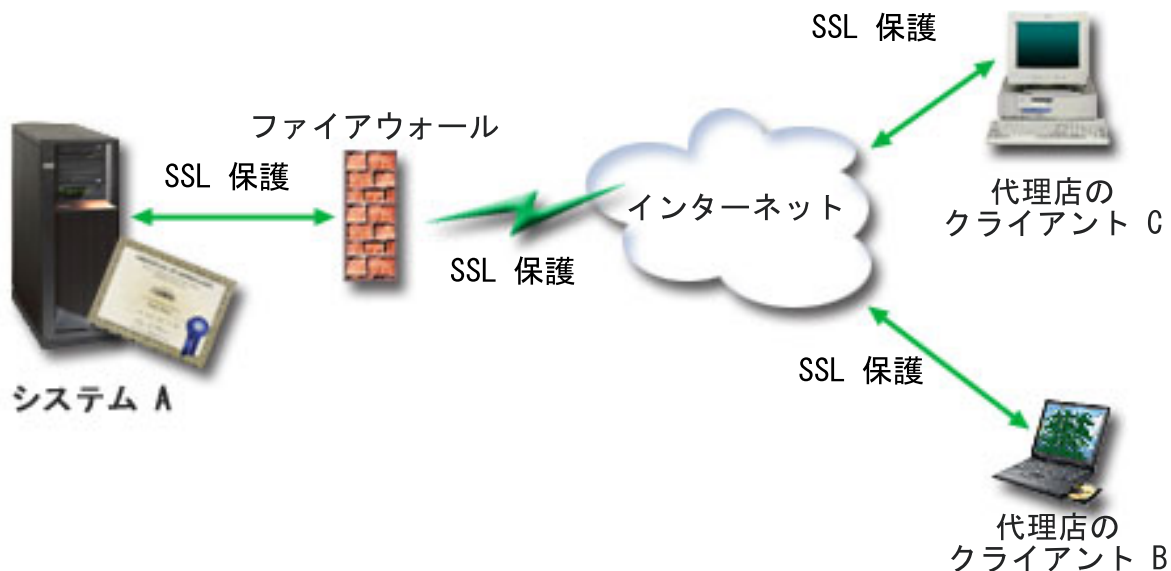 SSL 保護
ファイアウォール
SSL 保護
インターネット
代理店の
クライアント C
SSL 保護
SSL 保護
システム A
代理店の
クライアント B